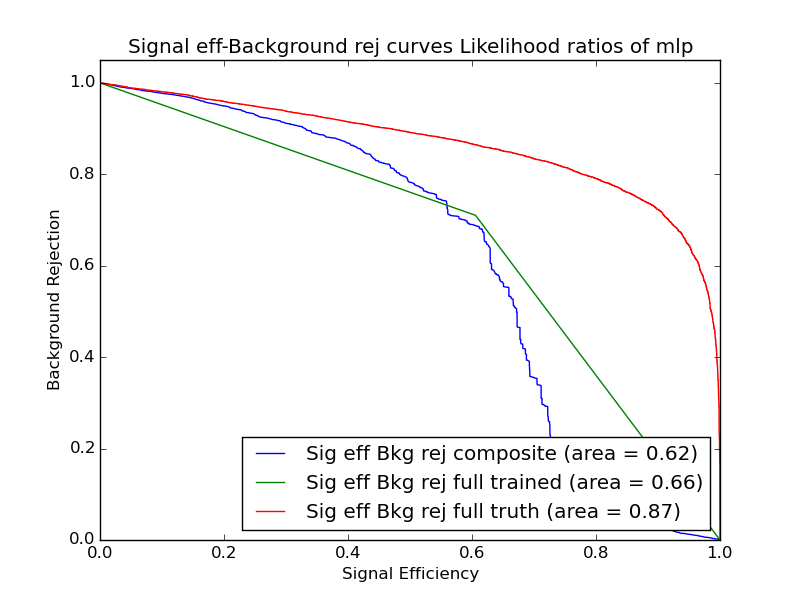 Signal eff-Background rej curves Likelihood ratios of mlp
1.0
0.8
0.6
0.4
0.2
0.0
Background Rejection
Sig eff Bkg rej composite (area = 0.62)
Sig eff Bkg rej full trained (area = 0.66)
Sig eff Bkg rej full truth (area = 0.87)
0.0 0.2 0.4 0.6 0.8 1.0
Signal Efficiency